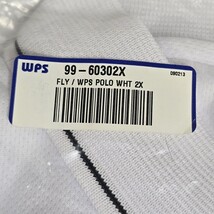 WPS 99-60302X 080213
FLY / WPS POLO WHT 2X